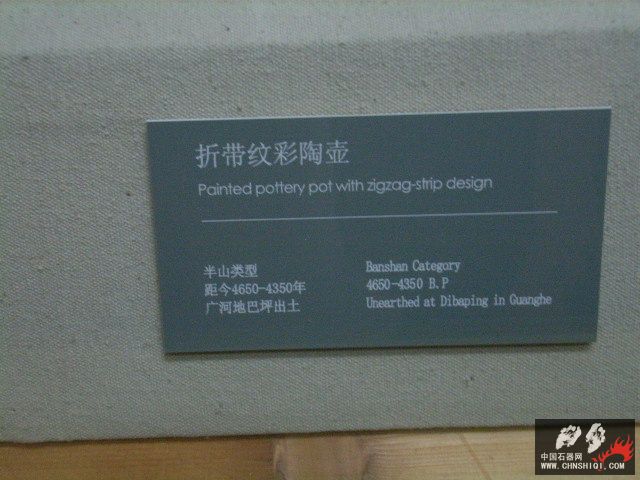 折带纹彩陶壶
Painted pottery pot with zigzag-strip design
半山类型
距今4650-4350年
广河地巴坪出土
Banshan Category
4650-4350 B.P
Unearthed at Dibaping in Guanghe
中国石器网
WWW.CHNSHIQI.COM